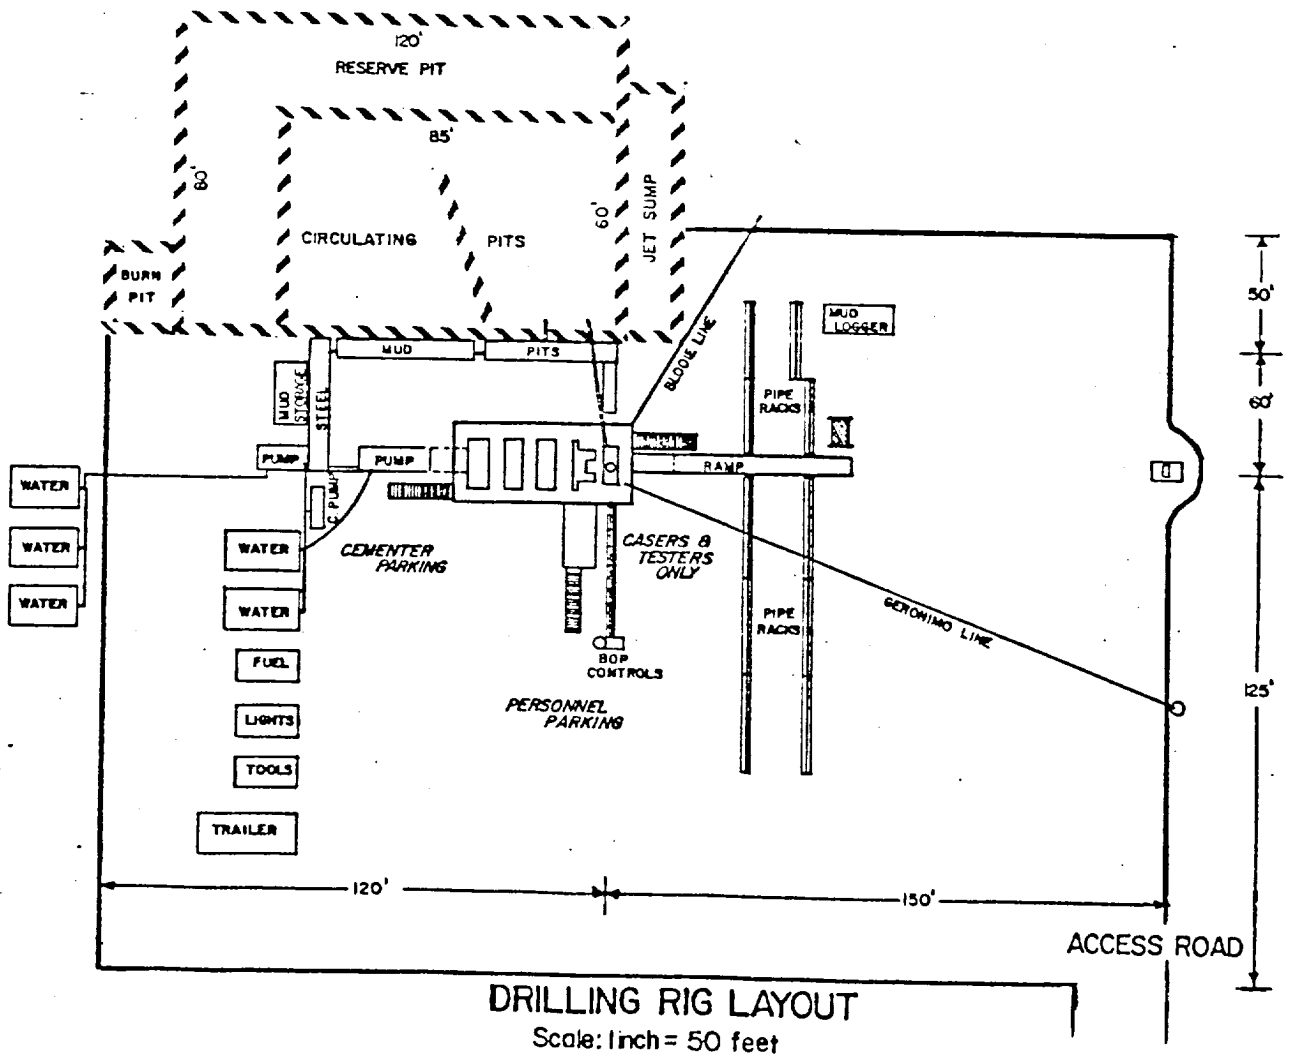 120'
RESERVE PIT
85'
80'
60'
JET SUMP
CIRCULATING PITS
BURN
PIT
50'
MUD
LOGGER
BLOOIE LINE
MUD PITS
MUD
STORAGE
STEEL
PIPE
RACKS
60'
PUMP
PUMP
RAMP
WATER
C. PUMP
WATER
WATER
WATER
WATER
CEMENTER
PARKING
CASERS &
TESTERS
ONLY
GERONIMO LINE
PIPE
RACKS
FUEL
BOP
CONTROLS
125'
LIGHTS
PERSONNEL
PARKING
TOOLS
TRAILER
120'
150'
ACCESS ROAD
DRILLING RIG LAYOUT
Scale: 1 inch = 50 feet